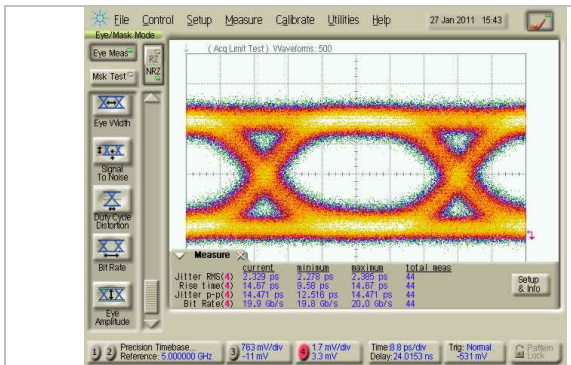 File Control Setup Measure Calibrate Utilities Help 27 Jan 2011 15:43
Eye/Mask Mode
Eye Meas
RZ
NRZ
Msk Test
( Acq Limit Test ) Waveforms: 500
Eye Width
Signal
To Noise
Duty Cycle
Distortion
Bit Rate
Eye
Amplitude
Measure
current minimum maximum total meas
Jitter RMS(4) 2.329 ps 2.278 ps 2.385 ps 44
Rise time(4) 14.67 ps 9.58 ps 14.67 ps 44
Jitter p-p(4) 14.471 ps 12.516 ps 14.471 ps 44
Bit Rate(4) 19.9 Gb/s 19.8 Gb/s 20.0 Gb/s 44
Setup
& Info
1 2 Precision Timebase...
Reference: 5.000000 GHz
3 763 mV/div
-11 mV
4 1.7 mV/div
3.3 mV
Time:8.8 ps/div
Delay:24.0153 ns
Trig: Normal
-531 mV
Pattern
Lock